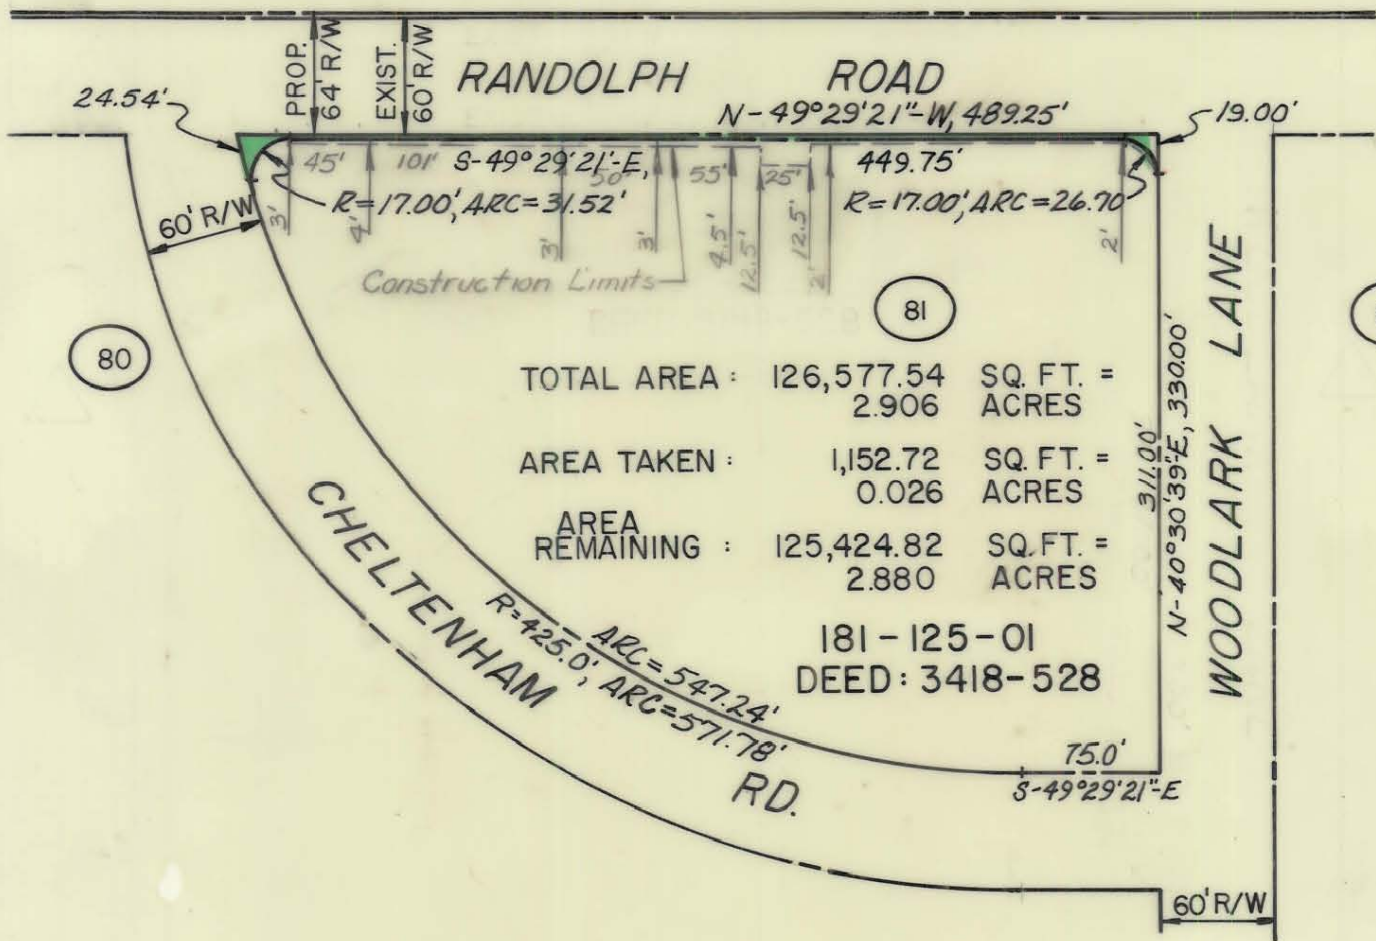 PROP.
64' R/W
EXIST.
60' R/W
RANDOLPH ROAD
N-49°29'21"-W, 489.25'
24.54'
19.00'
45'
101'
S-49°29'21"-E,
50'
55'
25'
449.75'
R=17.00', ARC=31.52'
R=17.00', ARC=26.70'
60' R/W
3'
4'
3'
3'
4.5'
12.5'
12.5'
2'
2'
Construction Limits
80
81
TOTAL AREA : 126,577.54 SQ. FT. =
2.906 ACRES
AREA TAKEN : 1,152.72 SQ. FT. =
0.026 ACRES
AREA
REMAINING : 125,424.82 SQ. FT. =
2.880 ACRES
181-125-01
DEED : 3418-528
311.00'
N-40°30'39"-E, 330.00'
WOODLARK LANE
CHELTENHAM RD.
ARC=547.24'
R=425.0', ARC=571.78'
75.0'
S-49°29'21"-E
60' R/W